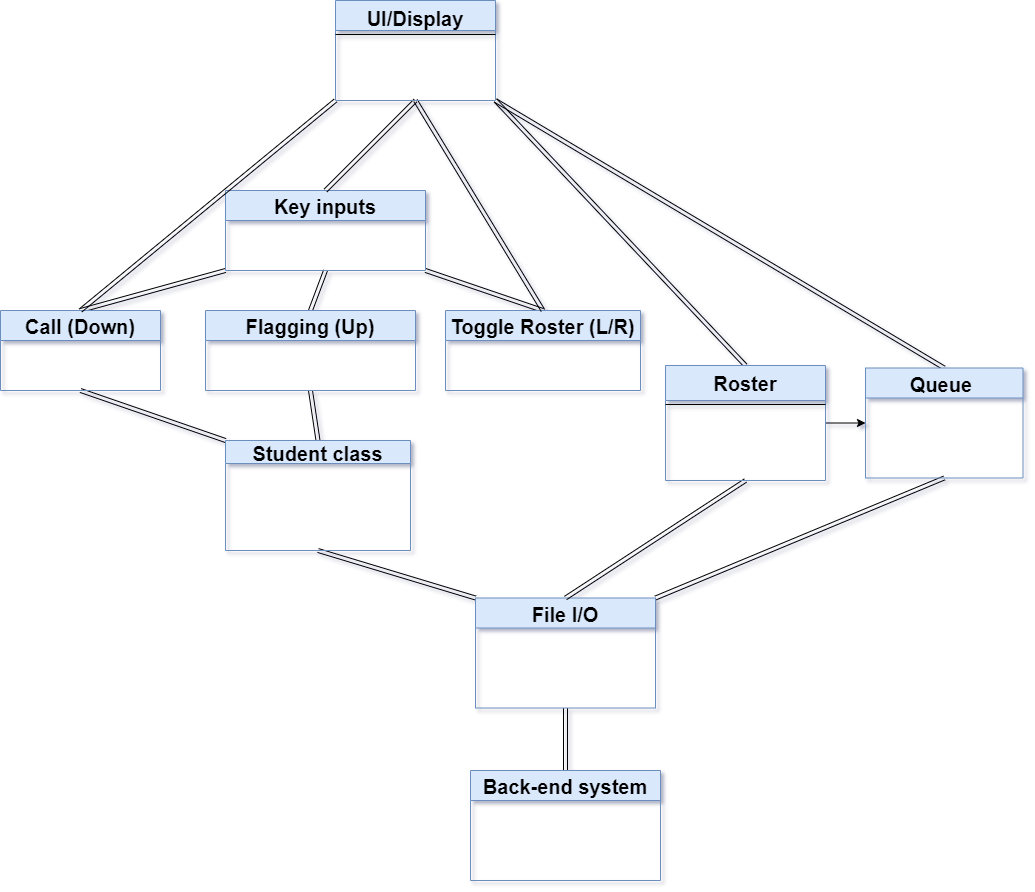 UI/Display
Key inputs
Call (Down)
Flagging (Up)
Toggle Roster (L/R)
Roster
Queue
Student class
File I/O
Back-end system